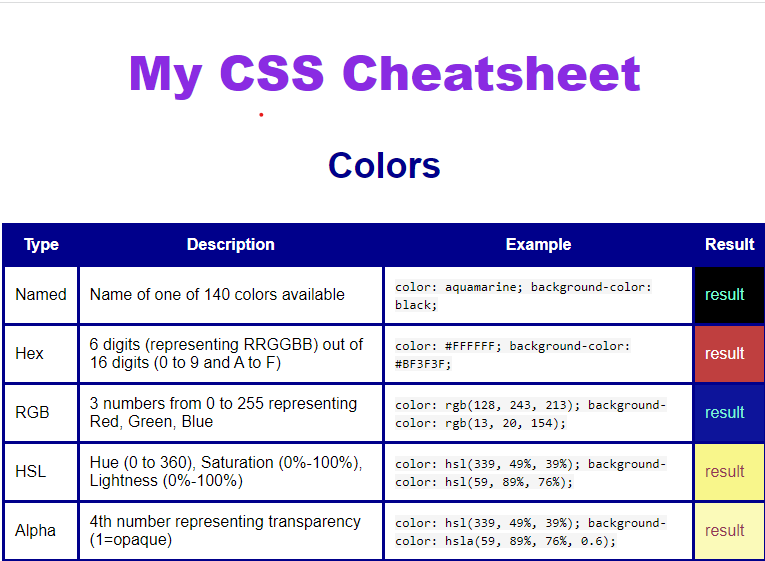 My CSS Cheatsheet
Colors
Type Description Example Result
Named Name of one of 140 colors available color: aquamarine; background-color:
black; result
Hex 6 digits (representing RRGGBB) out of
16 digits (0 to 9 and A to F) color: #FFFFFF; background-color:
#BF3F3F; result
RGB 3 numbers from 0 to 255 representing
Red, Green, Blue color: rgb(128, 243, 213); background-
color: rgb(13, 20, 154); result
HSL Hue (0 to 360), Saturation (0%-100%),
Lightness (0%-100%) color: hsl(339, 49%, 39%); background-
color: hsl(59, 89%, 76%); result
Alpha 4th number representing transparency
(1=opaque) color: hsl(339, 49%, 39%); background-
color: hsla(59, 89%, 76%, 0.6); result